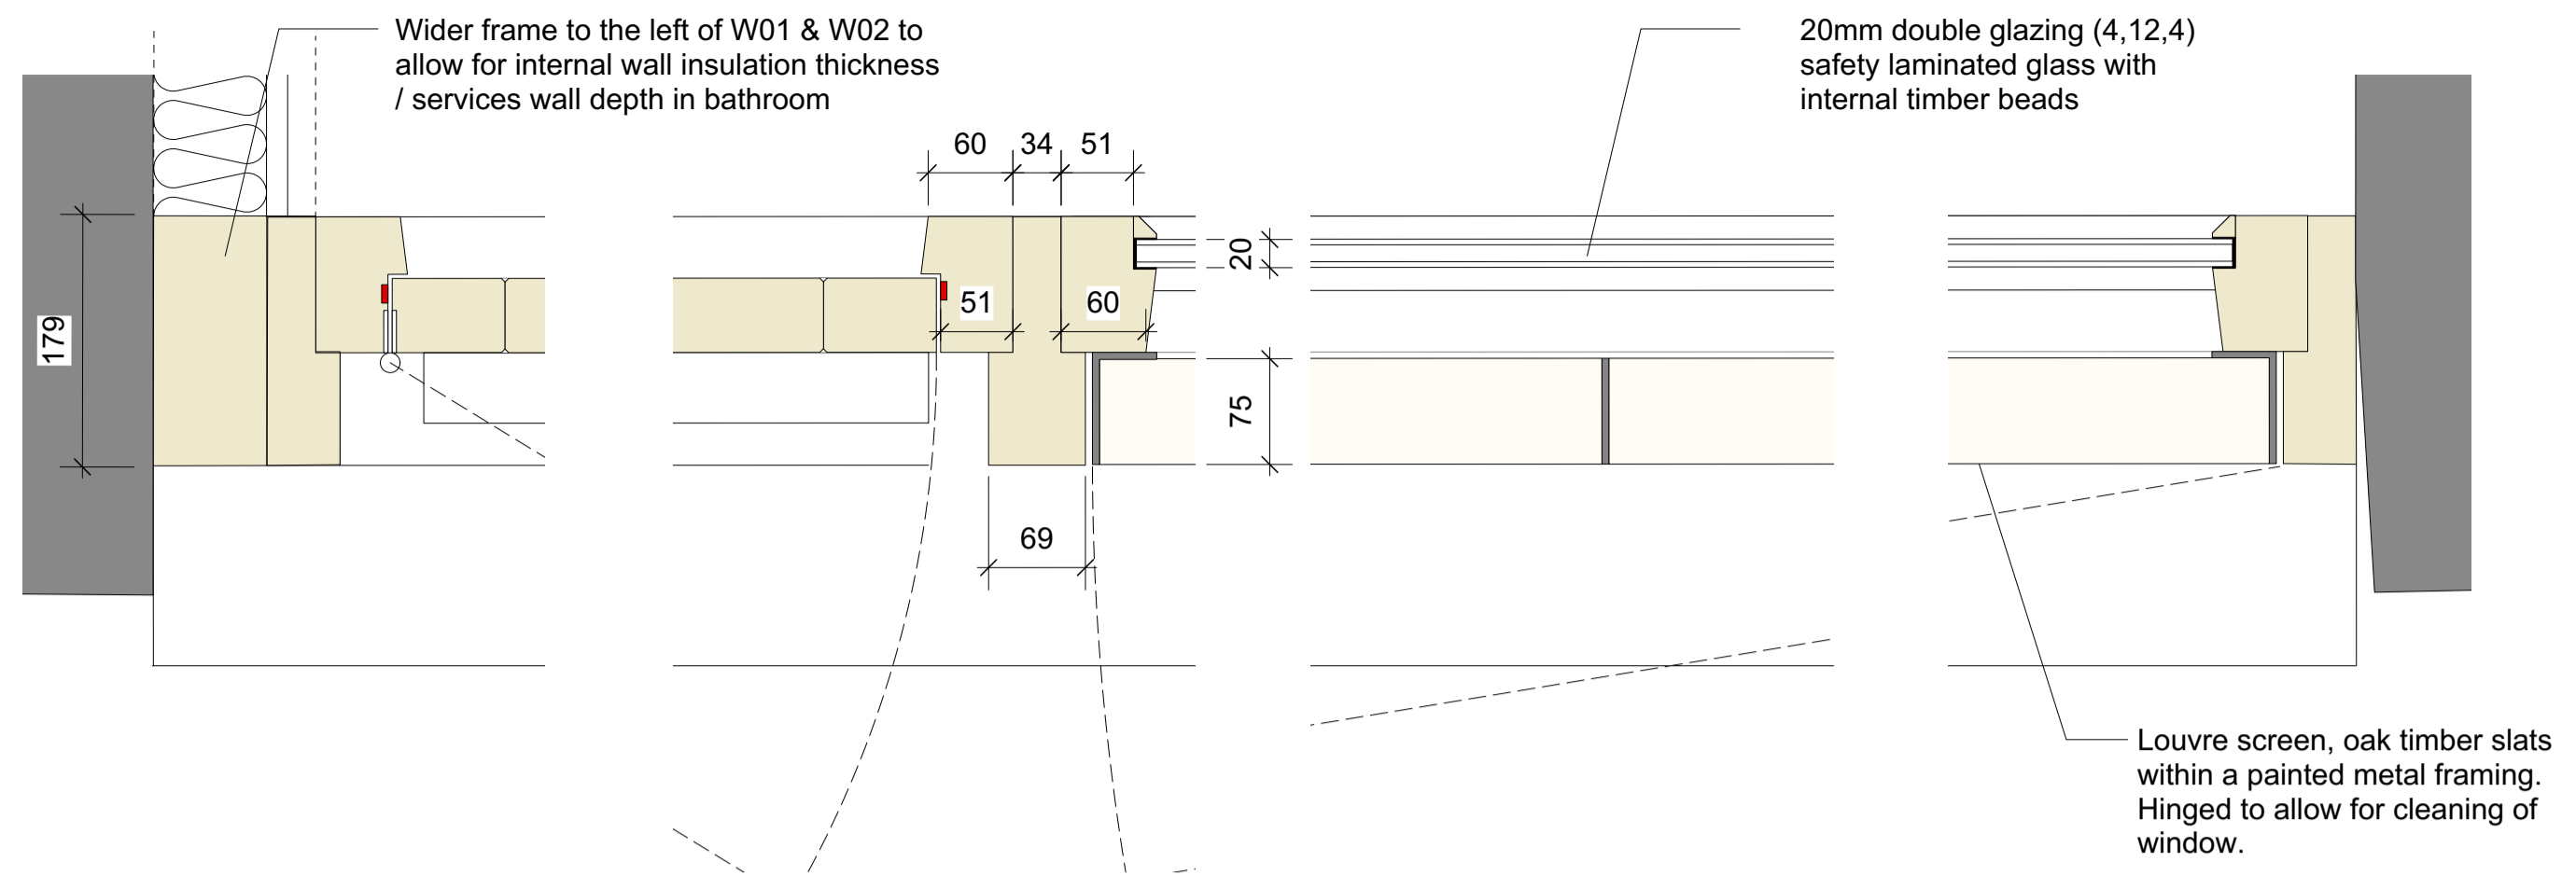 Wider frame to the left of W01 & W02 to
allow for internal wall insulation thickness
/ services wall depth in bathroom
20mm double glazing (4,12,4)
safety laminated glass with
internal timber beads
60
34
51
20
51
60
179
75
69
Louvre screen, oak timber slats
within a painted metal framing.
Hinged to allow for cleaning of
window.